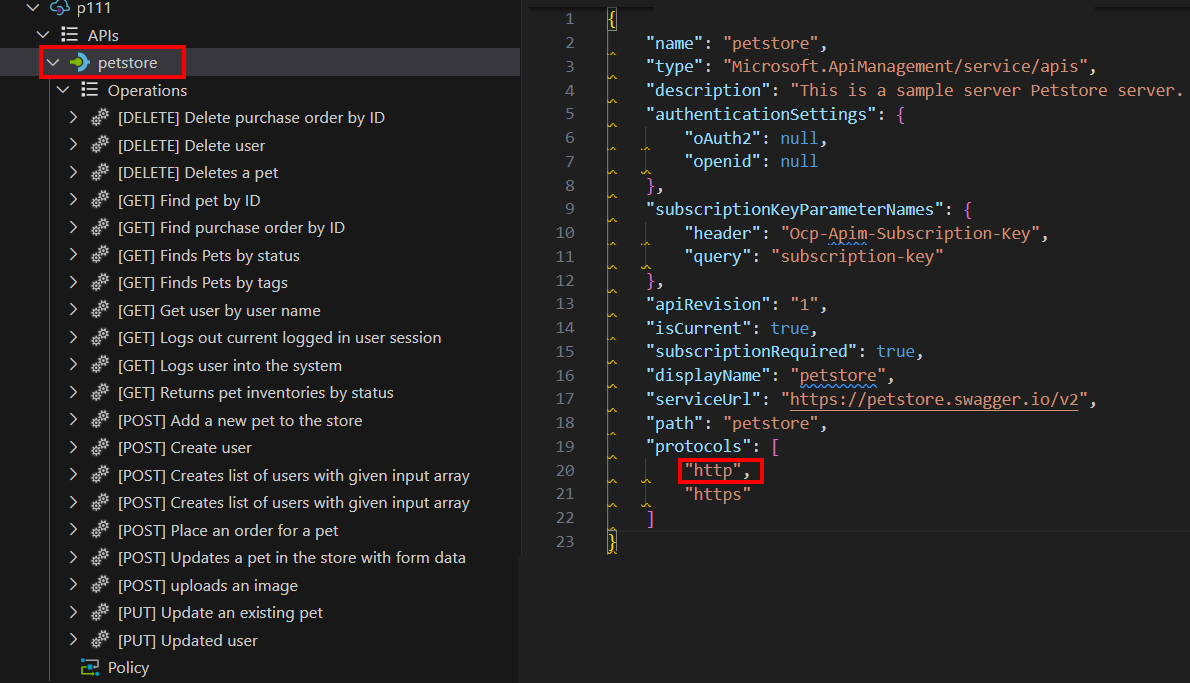 p111
APIs
petstore
Operations
[DELETE] Delete purchase order by ID
[DELETE] Delete user
[DELETE] Deletes a pet
[GET] Find pet by ID
[GET] Find purchase order by ID
[GET] Finds Pets by status
[GET] Finds Pets by tags
[GET] Get user by user name
[GET] Logs out current logged in user session
[GET] Logs user into the system
[GET] Returns pet inventories by status
[POST] Add a new pet to the store
[POST] Create user
[POST] Creates list of users with given input array
[POST] Creates list of users with given input array
[POST] Place an order for a pet
[POST] Updates a pet in the store with form data
[POST] uploads an image
[PUT] Update an existing pet
[PUT] Updated user
Policy
1 {
2 "name": "petstore",
3 "type": "Microsoft.ApiManagement/service/apis",
4 "description": "This is a sample server Petstore server.
5 "authenticationSettings": {
6 "oAuth2": null,
7 "openid": null
8 },
9 "subscriptionKeyParameterNames": {
10 "header": "Ocp-Apim-Subscription-Key",
11 "query": "subscription-key"
12 },
13 "apiRevision": "1",
14 "isCurrent": true,
15 "subscriptionRequired": true,
16 "displayName": "petstore",
17 "serviceUrl": "https://petstore.swagger.io/v2",
18 "path": "petstore",
19 "protocols": [
20 "http",
21 "https"
22 ]
23 }